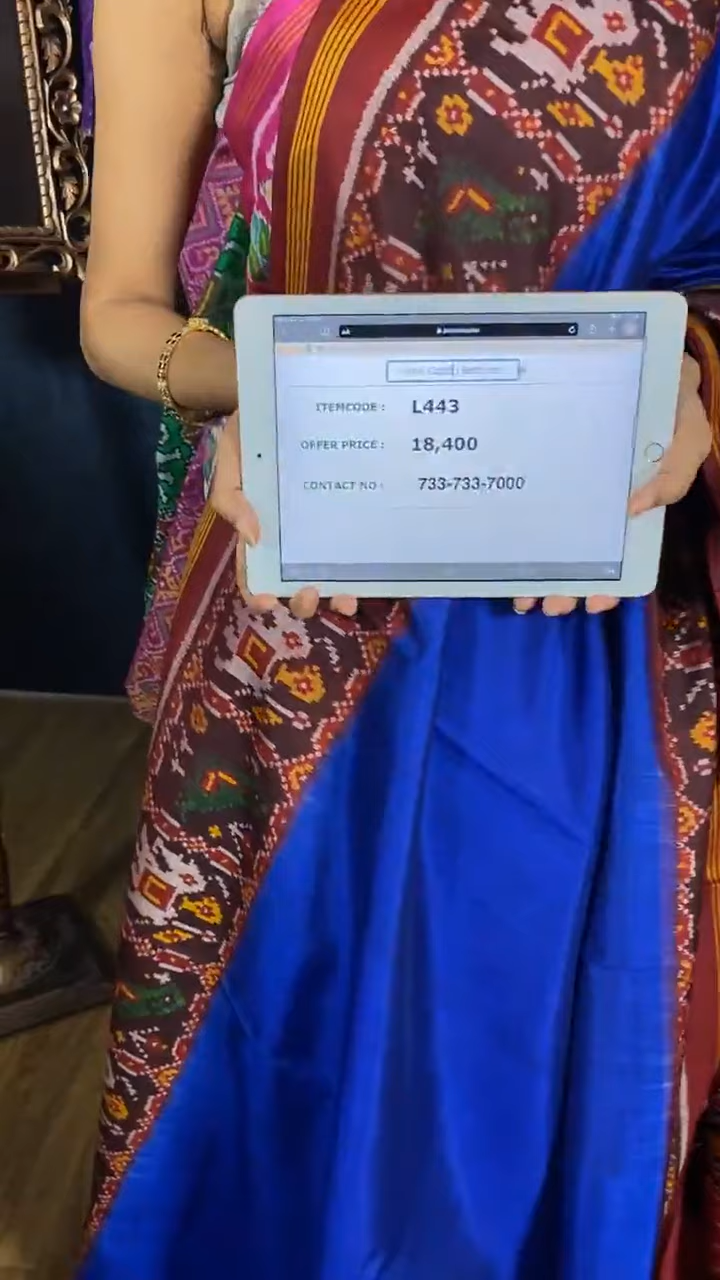 ITEMCODE : L443
OFFER PRICE : 18,400
CONTACT NO : 733-733-7000